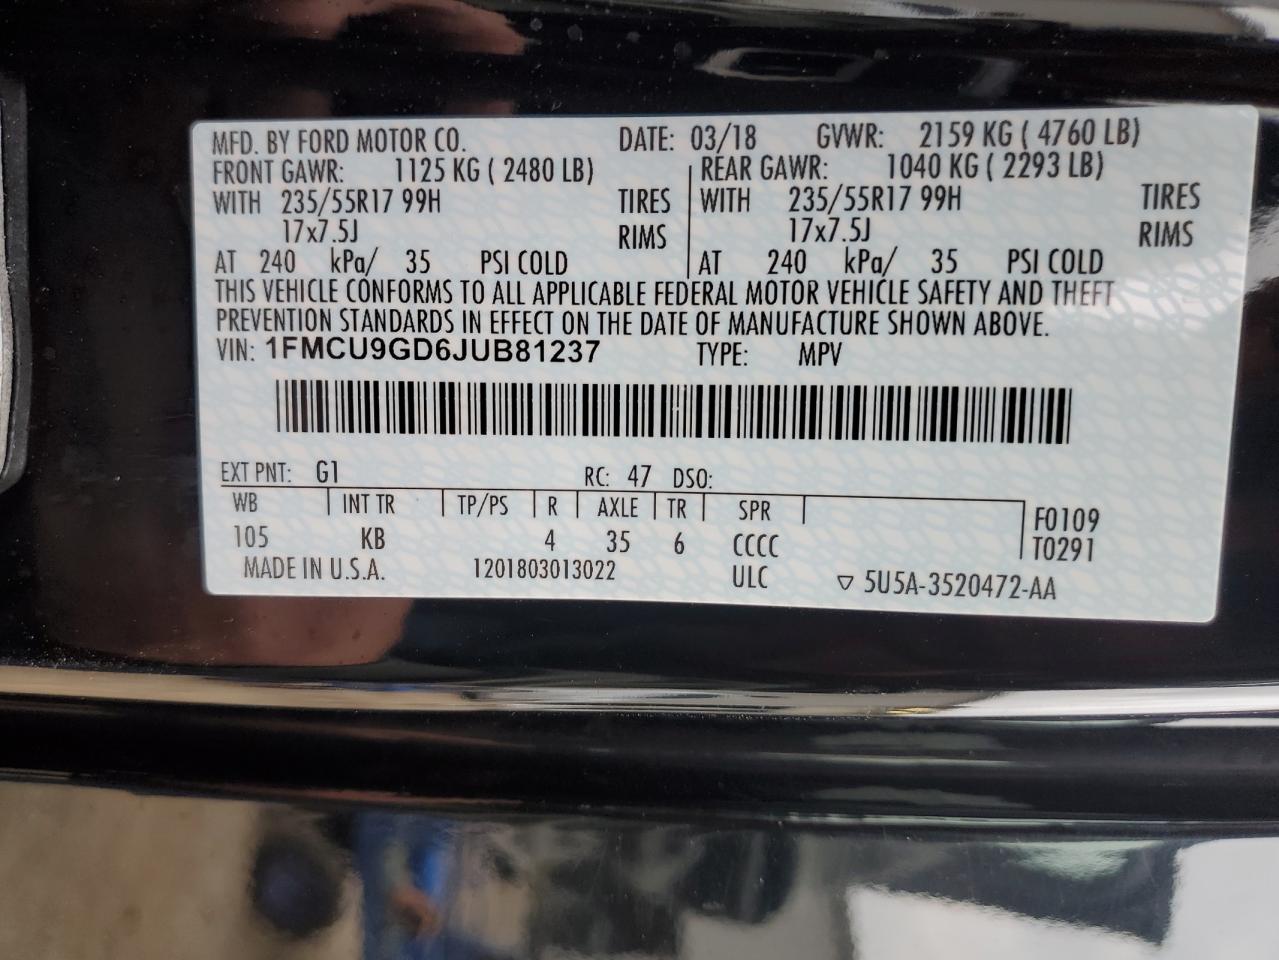 MFD. BY FORD MOTOR CO. DATE: 03/18 GVWR: 2159 KG ( 4760 LB)
FRONT GAWR: 1125 KG ( 2480 LB) REAR GAWR: 1040 KG ( 2293 LB)
WITH 235/55R17 99H TIRES WITH 235/55R17 99H TIRES
17x7.5J RIMS 17x7.5J RIMS
AT 240 kPa/ 35 PSI COLD AT 240 kPa/ 35 PSI COLD
THIS VEHICLE CONFORMS TO ALL APPLICABLE FEDERAL MOTOR VEHICLE SAFETY AND THEFT
PREVENTION STANDARDS IN EFFECT ON THE DATE OF MANUFACTURE SHOWN ABOVE.
VIN: 1FMCU9GD6JUB81237 TYPE: MPV
EXT PNT: G1 RC: 47 DSO:
WB INT TR TP/PS R AXLE TR SPR F0109
105 KB 4 35 6 CCCC T0291
MADE IN U.S.A. 1201803013022 ULC ▽ 5U5A-3520472-AA